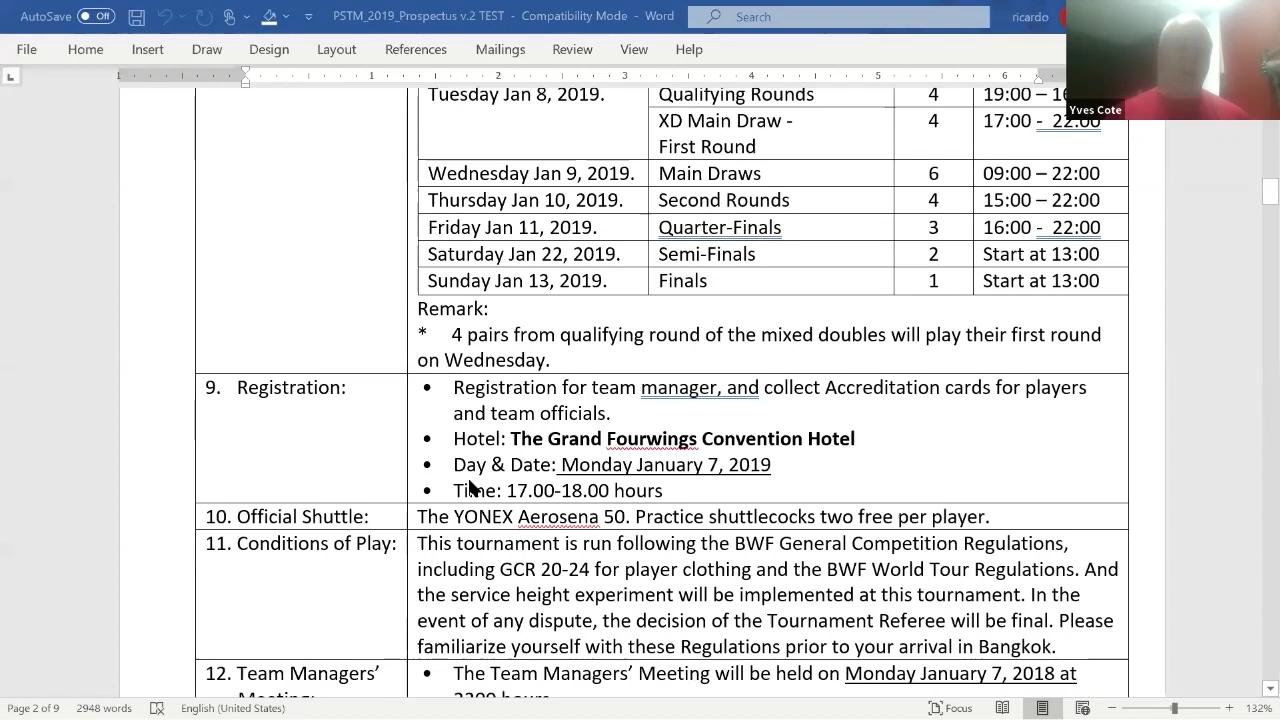 AutoSave Off PSTM_2019_Prospectus v.2 TEST - Compatibility Mode - Word Search ricardo
File Home Insert Draw Design Layout References Mailings Review View Help
1 1 2 3 4 5 6
Yves Cote
Tuesday Jan 8, 2019. Qualifying Rounds 4 19:00 –
XD Main Draw - 4 17:00 - 22:00
First Round
Wednesday Jan 9, 2019. Main Draws 6 09:00 – 22:00
Thursday Jan 10, 2019. Second Rounds 4 15:00 – 22:00
Friday Jan 11, 2019. Quarter-Finals 3 16:00 - 22:00
Saturday Jan 22, 2019. Semi-Finals 2 Start at 13:00
Sunday Jan 13, 2019. Finals 1 Start at 13:00
Remark:
* 4 pairs from qualifying round of the mixed doubles will play their first round
on Wednesday.
9. Registration: • Registration for team manager, and collect Accreditation cards for players
and team officials.
• Hotel: The Grand Fourwings Convention Hotel
• Day & Date: Monday January 7, 2019
• Time: 17.00-18.00 hours
10. Official Shuttle: The YONEX Aerosena 50. Practice shuttlecocks two free per player.
11. Conditions of Play: This tournament is run following the BWF General Competition Regulations,
including GCR 20-24 for player clothing and the BWF World Tour Regulations. And
the service height experiment will be implemented at this tournament. In the
event of any dispute, the decision of the Tournament Referee will be final. Please
familiarize yourself with these Regulations prior to your arrival in Bangkok.
12. Team Managers’ • The Team Managers’ Meeting will be held on Monday January 7, 2018 at
Page 2 of 9 2948 words English (United States) Focus 132%